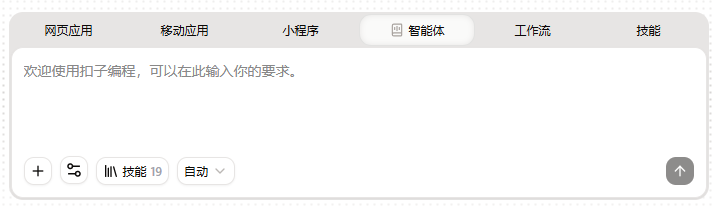 网页应用 移动应用 小程序 智能体 工作流 技能
欢迎使用扣子编程，可以在此输入你的要求。
技能 19 自动